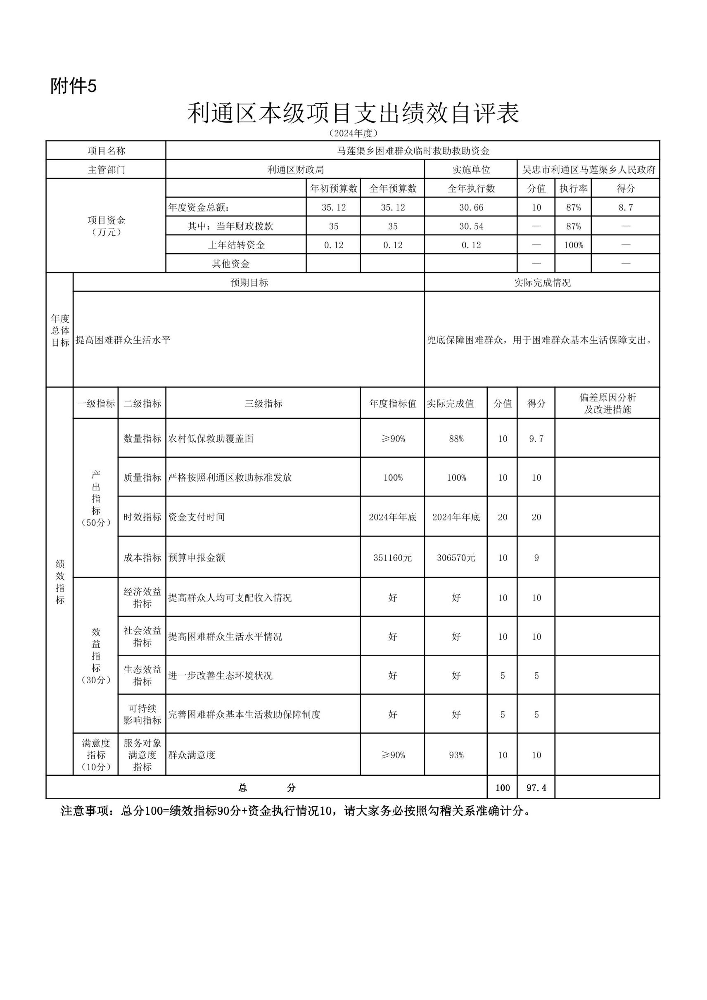 附件5
利通区本级项目支出绩效自评表
（2024年度）
项目名称 马莲渠乡困难群众临时救助救助资金
主管部门 利通区财政局 实施单位 吴忠市利通区马莲渠乡人民政府
项目资金
（万元）
年初预算数 全年预算数 全年执行数 分值 执行率 得分
年度资金总额： 35.12 35.12 30.66 10 87% 8.7
其中：当年财政拨款 35 35 30.54 — 87% —
上年结转资金 0.12 0.12 0.12 — 100% —
其他资金 — —
年度
总体
目标
预期目标 实际完成情况
提高困难群众生活水平 兜底保障困难群众，用于困难群众基本生活保障支出。
绩
效
指
标
一级指标 二级指标 三级指标 年度指标值 实际完成值 分值 得分 偏差原因分析
及改进措施
产
出
指
标
（50分）
数量指标 农村低保救助覆盖面 ≥90% 88% 10 9.7
质量指标 严格按照利通区救助标准发放 100% 100% 10 10
时效指标 资金支付时间 2024年年底 2024年年底 20 20
成本指标 预算申报金额 351160元 306570元 10 9
效
益
指
标
（30分）
经济效益
指标 提高群众人均可支配收入情况 好 好 10 10
社会效益
指标 提高困难群众生活水平情况 好 好 10 10
生态效益
指标 进一步改善生态环境状况 好 好 5 5
可持续
影响指标 完善困难群众基本生活救助保障制度 好 好 5 5
满意度
指标
（10分）
服务对象
满意度
指标 群众满意度 ≥90% 93% 10 10
总 分 100 97.4
注意事项：总分100=绩效指标90分+资金执行情况10，请大家务必按照勾稽关系准确计分。